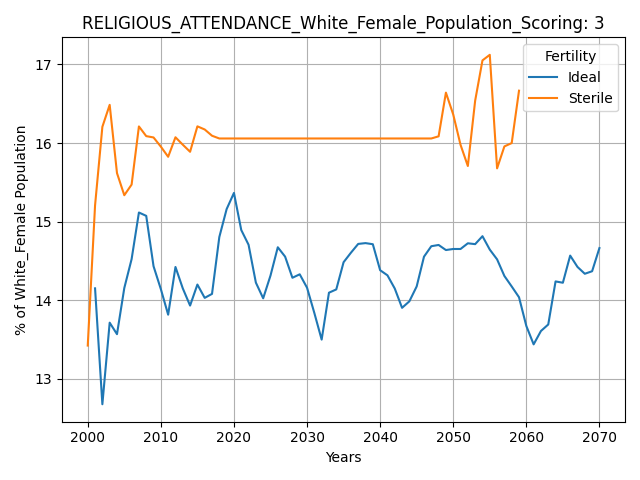 RELIGIOUS_ATTENDANCE_White_Female_Population_Scoring: 3
Fertility
Ideal
Sterile
% of White_Female Population
17
16
15
14
13
2000 2010 2020 2030 2040 2050 2060 2070
Years